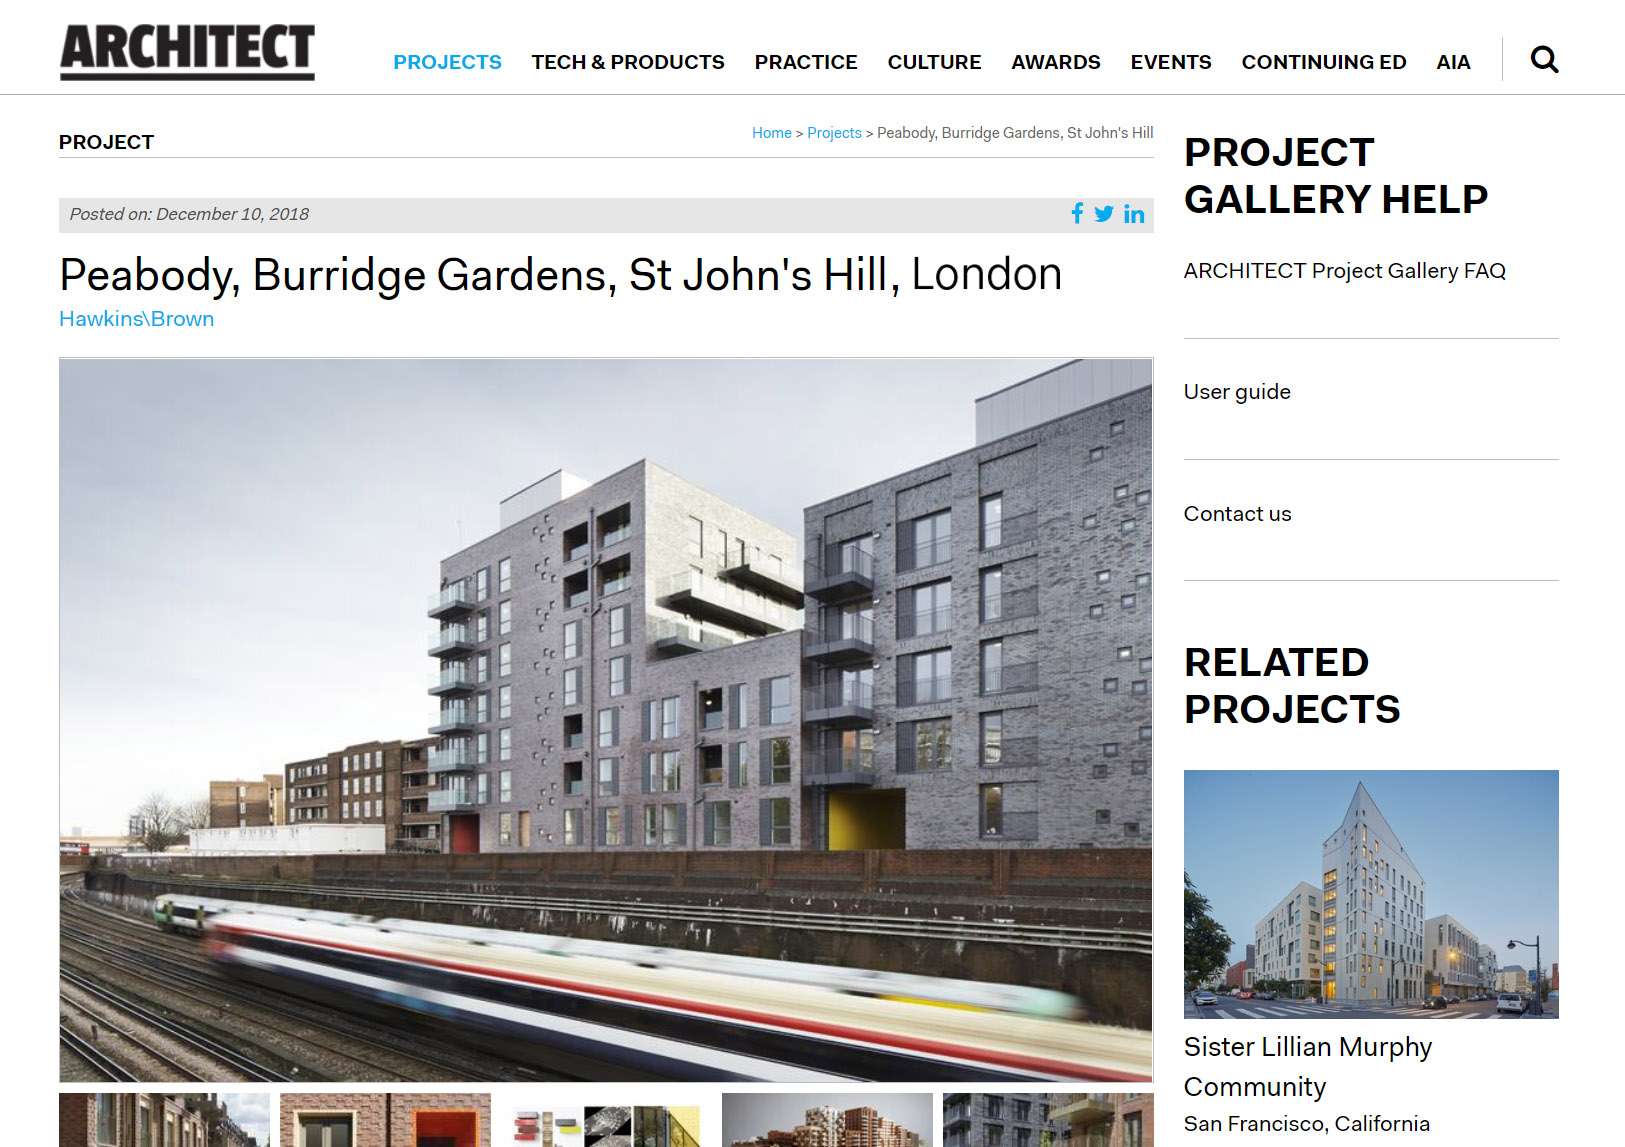 ARCHITECT
PROJECTS TECH & PRODUCTS PRACTICE CULTURE AWARDS EVENTS CONTINUING ED AIA
PROJECT
Home > Projects > Peabody, Burridge Gardens, St John's Hill
Posted on: December 10, 2018
Peabody, Burridge Gardens, St John's Hill, London
Hawkins\Brown
PROJECT
GALLERY HELP
ARCHITECT Project Gallery FAQ
User guide
Contact us
RELATED
PROJECTS
Sister Lillian Murphy
Community
San Francisco, California